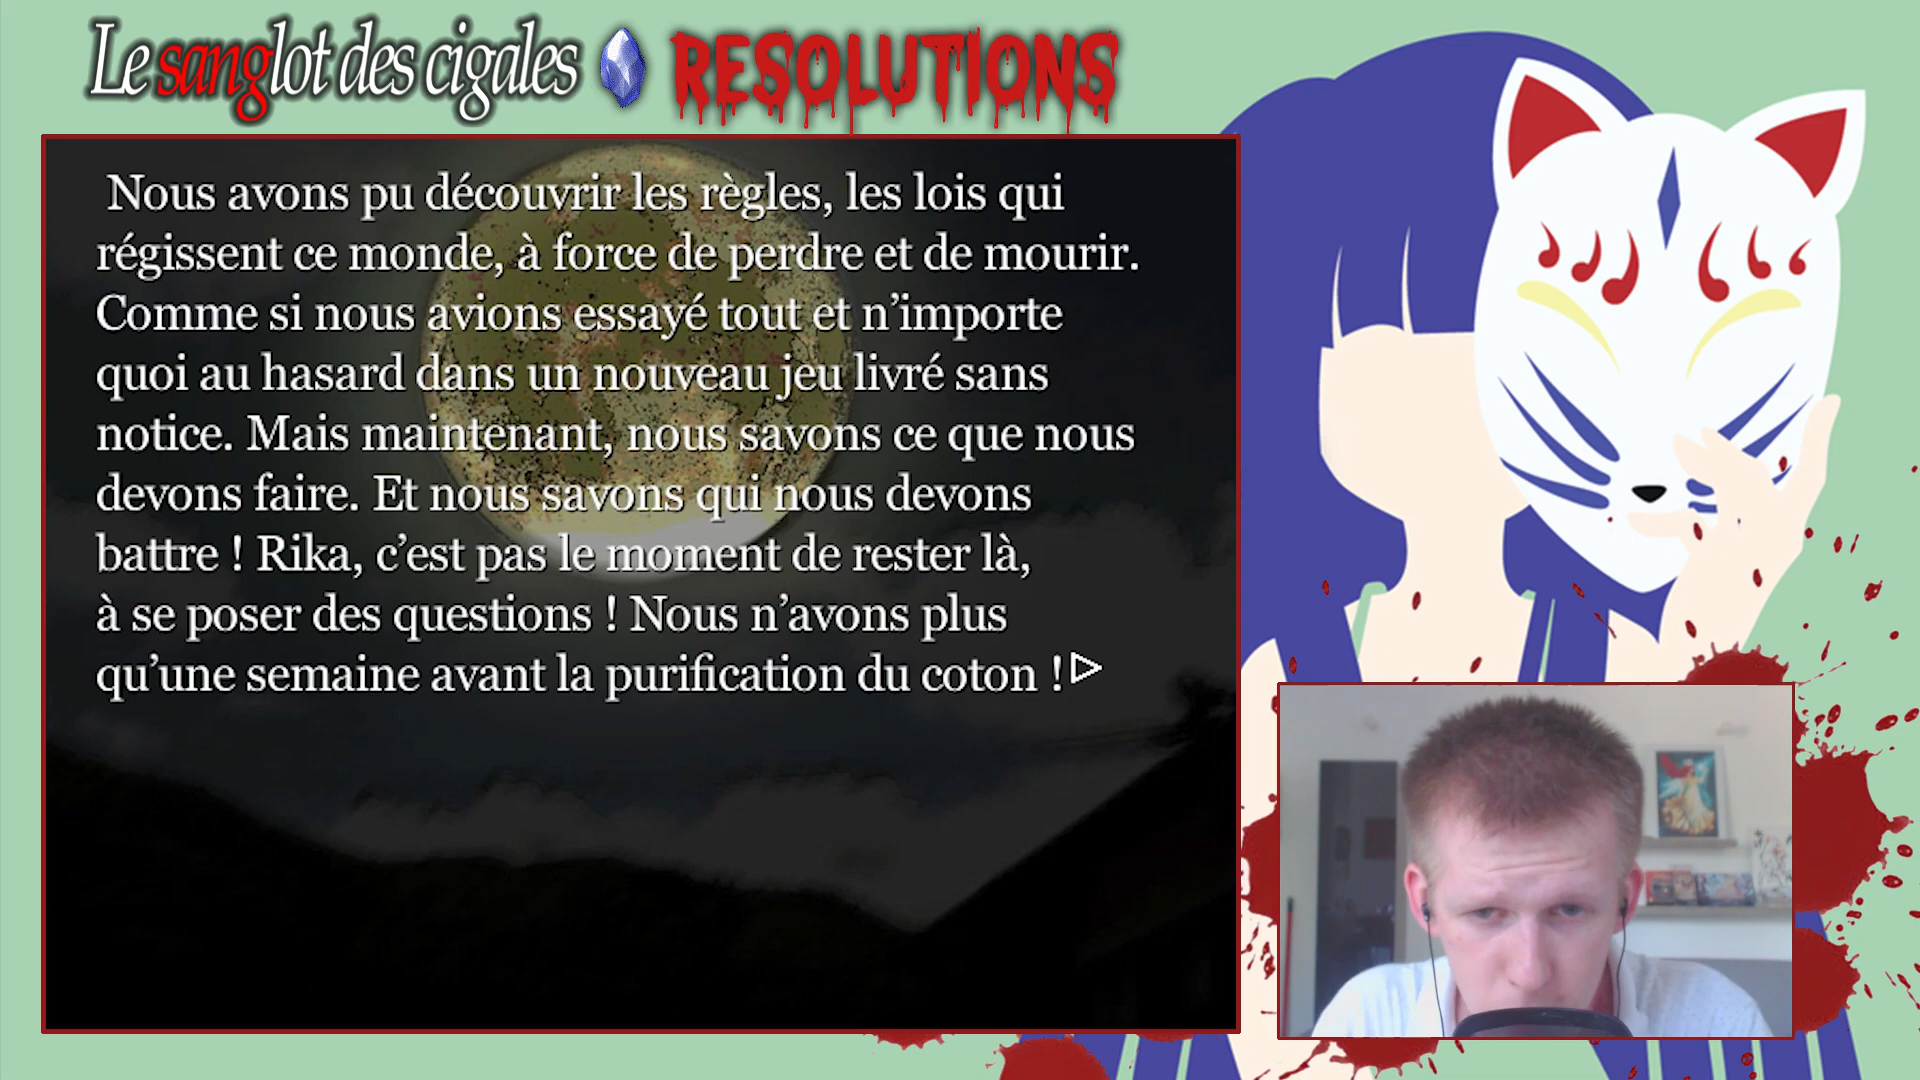 Le sanglot des cigales RESOLUTIONS
Nous avons pu découvrir les règles, les lois qui
régissent ce monde, à force de perdre et de mourir.
Comme si nous avions essayé tout et n’importe
quoi au hasard dans un nouveau jeu livré sans
notice. Mais maintenant, nous savons ce que nous
devons faire. Et nous savons qui nous devons
battre ! Rika, c’est pas le moment de rester là,
à se poser des questions ! Nous n’avons plus
qu’une semaine avant la purification du coton !